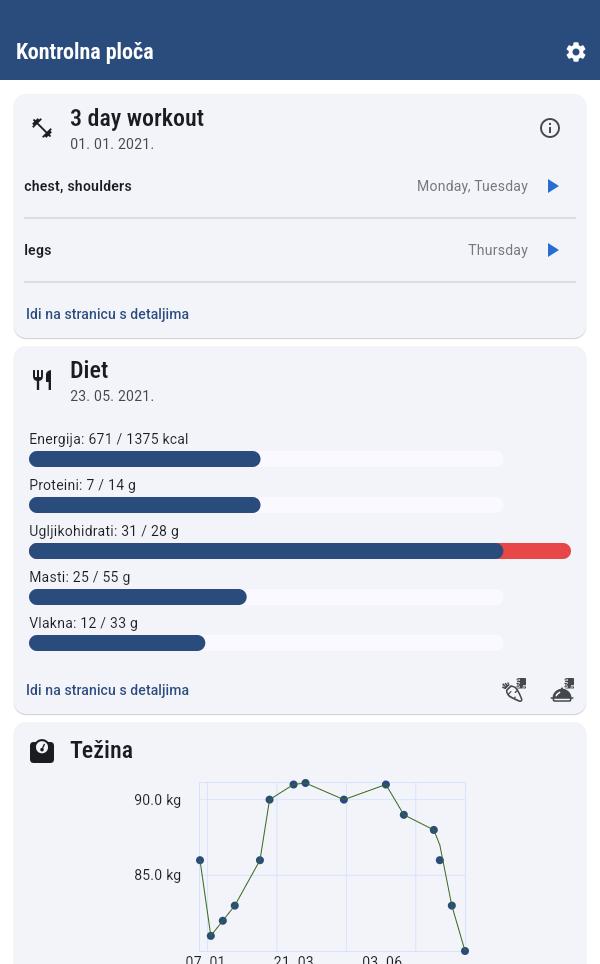 Kontrolna ploča
3 day workout
01. 01. 2021.
chest, shoulders Monday, Tuesday
legs Thursday
Idi na stranicu s detaljima
Diet
23. 05. 2021.
Energija: 671 / 1375 kcal
Proteini: 7 / 14 g
Ugljikohidrati: 31 / 28 g
Masti: 25 / 55 g
Vlakna: 12 / 33 g
Idi na stranicu s detaljima
Težina
90.0 kg
85.0 kg
07. 01. 21. 03. 03. 06.